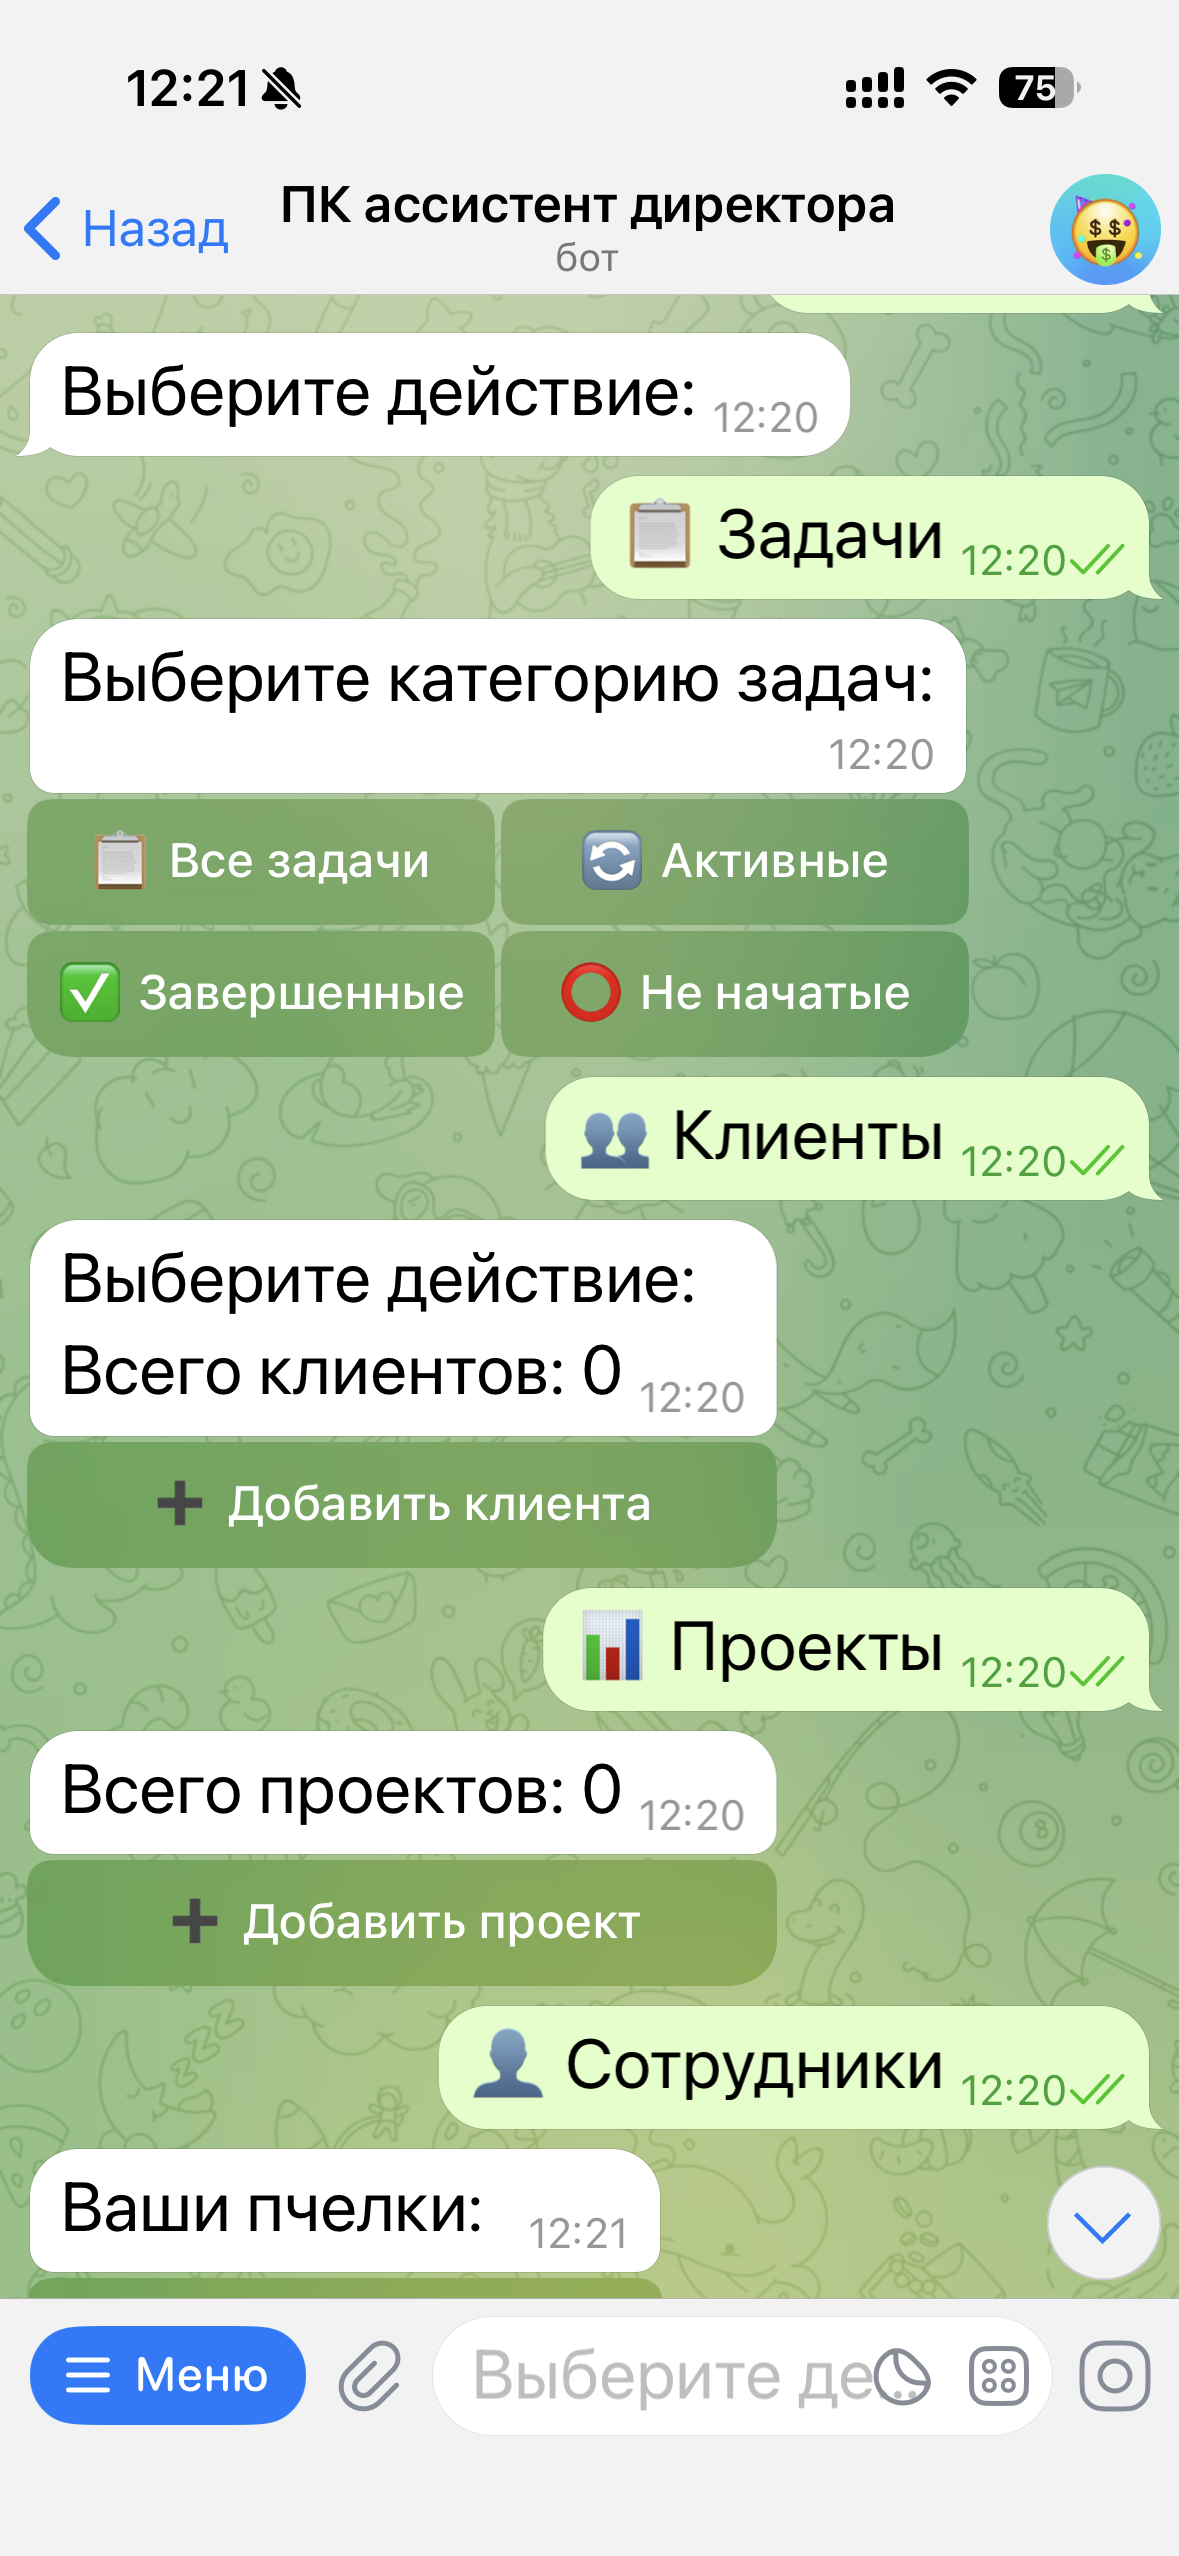 12:21
75
Назад
ПК ассистент директора
бот
Выберите действие: 12:20
Задачи 12:20
Выберите категорию задач:
12:20
Все задачи
Активные
Завершенные
Не начатые
Клиенты 12:20
Выберите действие:
Всего клиентов: 0 12:20
Добавить клиента
Проекты 12:20
Всего проектов: 0 12:20
Добавить проект
Сотрудники 12:20
Ваши пчелки: 12:21
Меню
Выберите де...